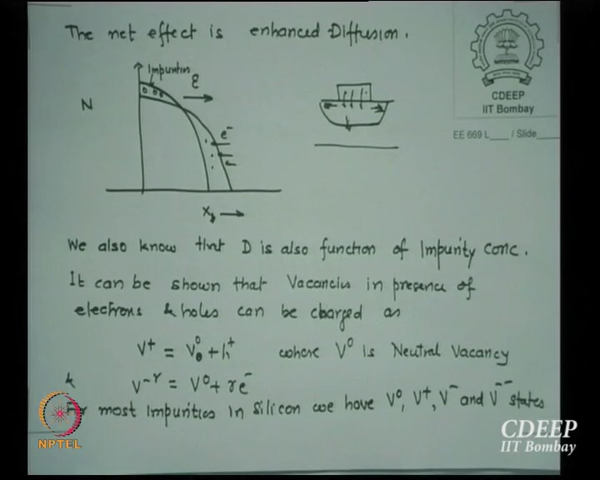 The net effect is enhanced Diffusion.
Impurities
ε
N
e⁻
Xj
CDEEP
IIT Bombay
EE 669 L___ / Slide___
We also know that D is also function of Impurity conc.
It can be shown that Vacancies in presence of
electrons & holes can be charged as
V⁺ = V⁰ + h⁺ where V⁰ is Neutral Vacancy
& V⁻ʳ = V⁰ + re⁻
For most impurities in Silicon we have V⁰, V⁺, V⁻ and V⁻⁻ states
NPTEL
CDEEP
IIT Bombay